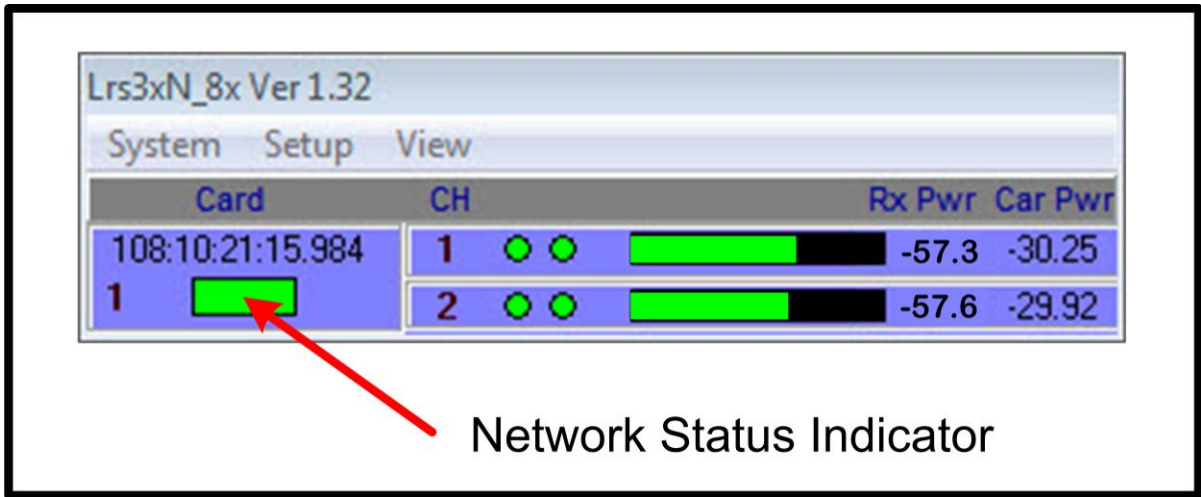 Lrs3xN_8x Ver 1.32
System Setup View
Card CH Rx Pwr Car Pwr
108:10:21:15.984 1 -57.3 -30.25
1 2 -57.6 -29.92
Network Status Indicator